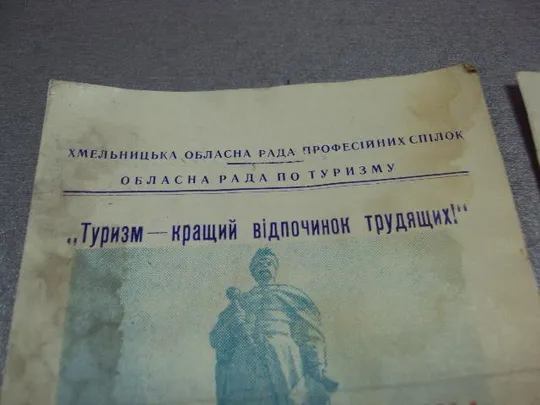 ХМЕЛЬНИЦЬКА ОБЛАСНА РАДА ПРОФЕСІЙНИХ СПІЛОК
ОБЛАСНА РАДА ПО ТУРИЗМУ
„Туризм — кращий відпочинок трудящих!“